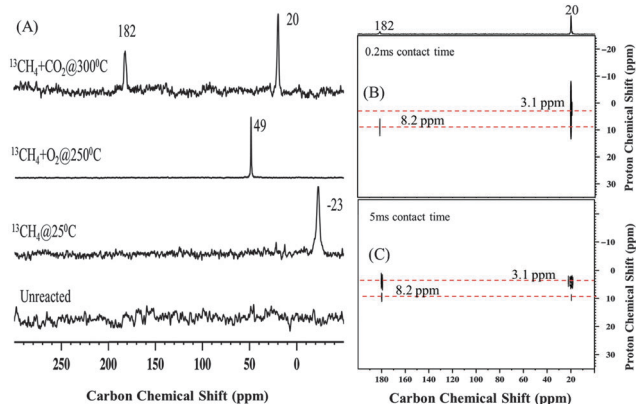 (A)
182
20
¹³CH₄+CO₂@300⁰C
49
¹³CH₄+O₂@250⁰C
-23
¹³CH₄@25⁰C
Unreacted
250 200 150 100 50 0
Carbon Chemical Shift (ppm)
182
20
0.2ms contact time
(B)
3.1 ppm
8.2 ppm
-20
-10
0
10
20
30
Proton Chemical Shift (ppm)
5ms contact time
(C)
3.1 ppm
8.2 ppm
-10
0
10
20
30
Proton Chemical Shift (ppm)
180 160 140 120 100 80 60 40 20
Carbon Chemical Shift (ppm)